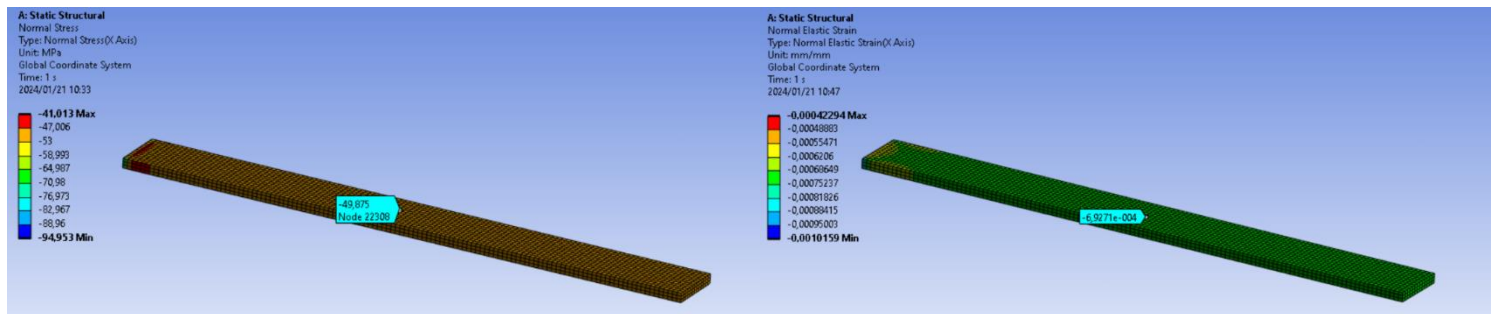 A: Static Structural
Normal Stress
Type: Normal Stress(X Axis)
Unit: MPa
Global Coordinate System
Time: 1 s
2024/01/21 10:33
-41,013 Max
-47,006
-53
-58,993
-64,987
-70,98
-76,973
-82,967
-88,96
-94,953 Min
-49,875
Node 22308
A: Static Structural
Normal Elastic Strain
Type: Normal Elastic Strain(X Axis)
Unit: mm/mm
Global Coordinate System
Time: 1 s
2024/01/21 10:47
-0,00042294 Max
-0,00048883
-0,00055471
-0,0006206
-0,00068649
-0,00075237
-0,00081826
-0,00088415
-0,00095003
-0,0010159 Min
-6,9271e-004